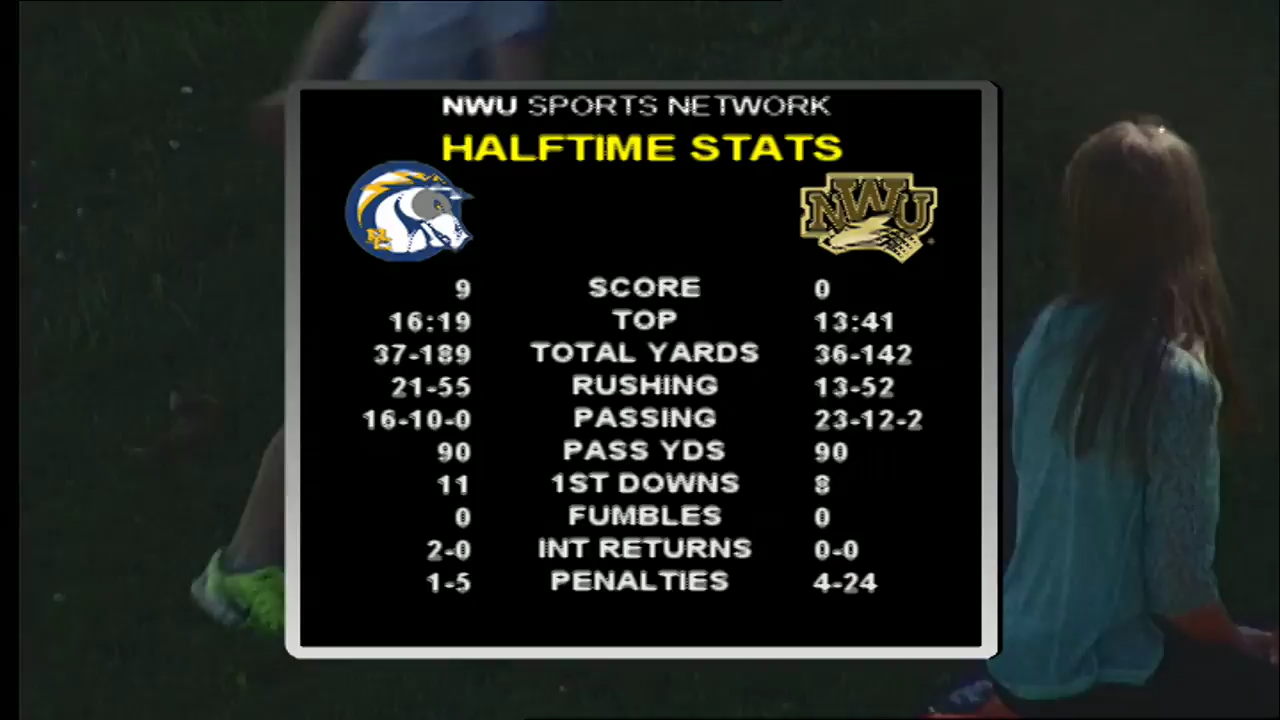 NWU SPORTS NETWORK
HALFTIME STATS
NWU
9 SCORE 0
16:19 TOP 13:41
37-189 TOTAL YARDS 36-142
21-55 RUSHING 13-52
16-10-0 PASSING 23-12-2
90 PASS YDS 90
11 1ST DOWNS 8
0 FUMBLES 0
2-0 INT RETURNS 0-0
1-5 PENALTIES 4-24